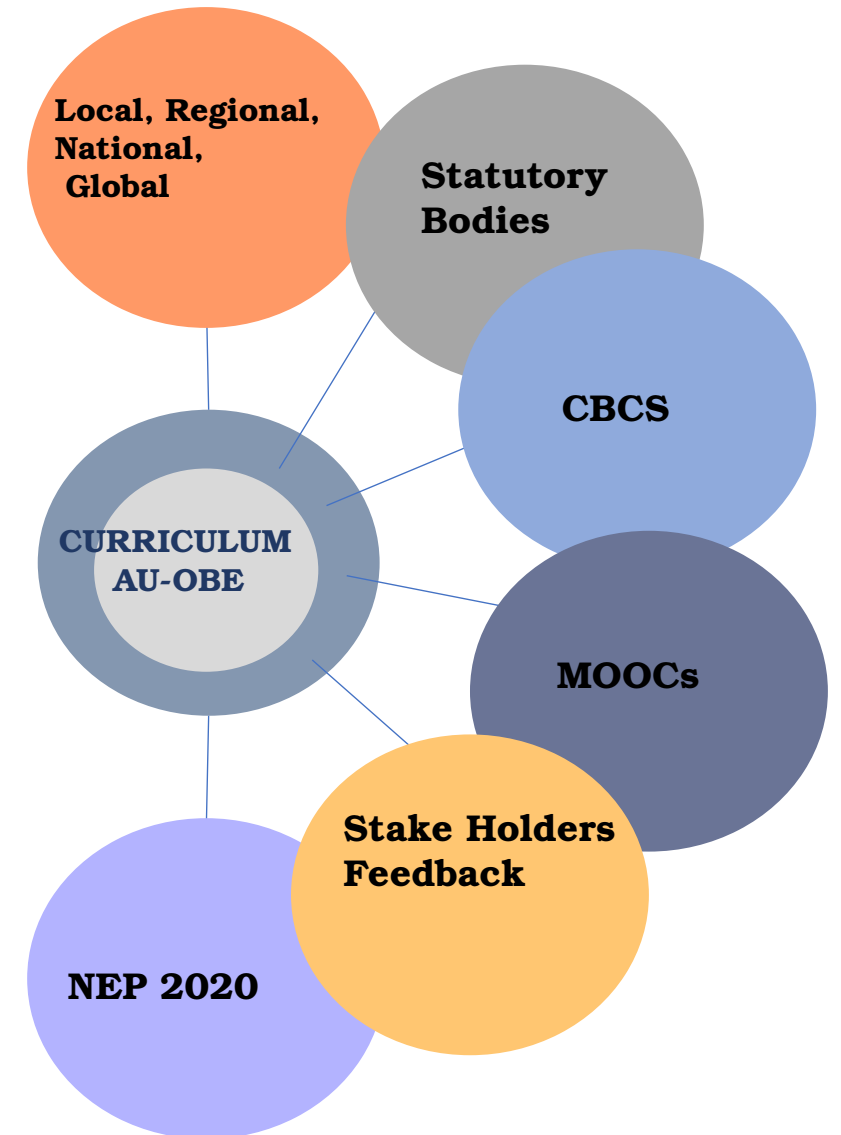 Local, Regional,
National,
Global
Statutory
Bodies
CBCS
CURRICULUM
AU-OBE
MOOCs
Stake Holders
Feedback
NEP 2020